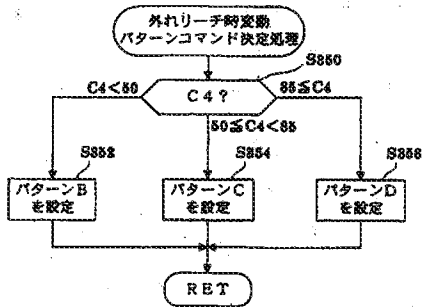 外れリーチ時変動
パターンコマンド決定処理
S350
C4?
C4<50
85≦C4
50≦C4<85
S352
S354
S356
パターンB
を設定
パターンC
を設定
パターンD
を設定
RET